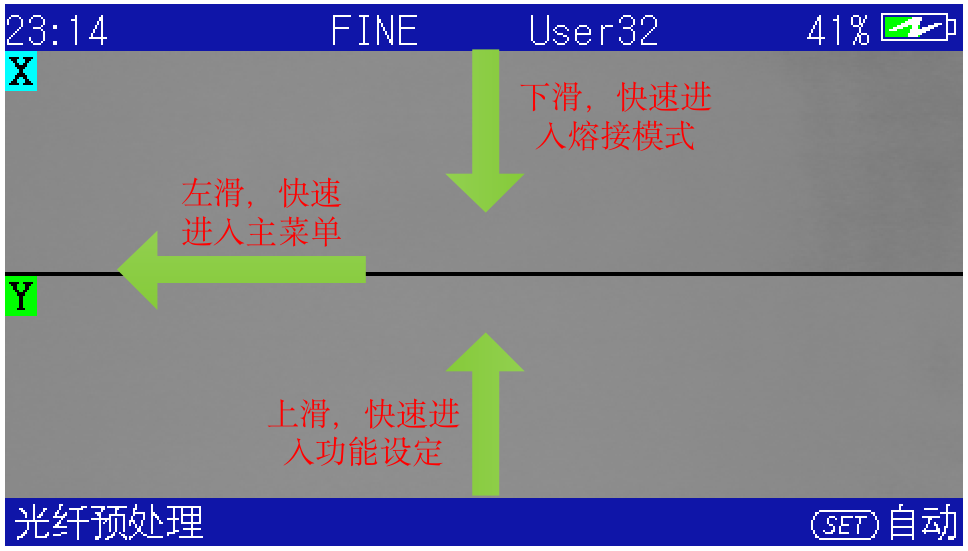 23:14 FINE User32 41%
X
下滑，快速进
入熔接模式
左滑，快速
进入主菜单
Y
上滑，快速进
入功能设定
光纤预处理 SET 自动